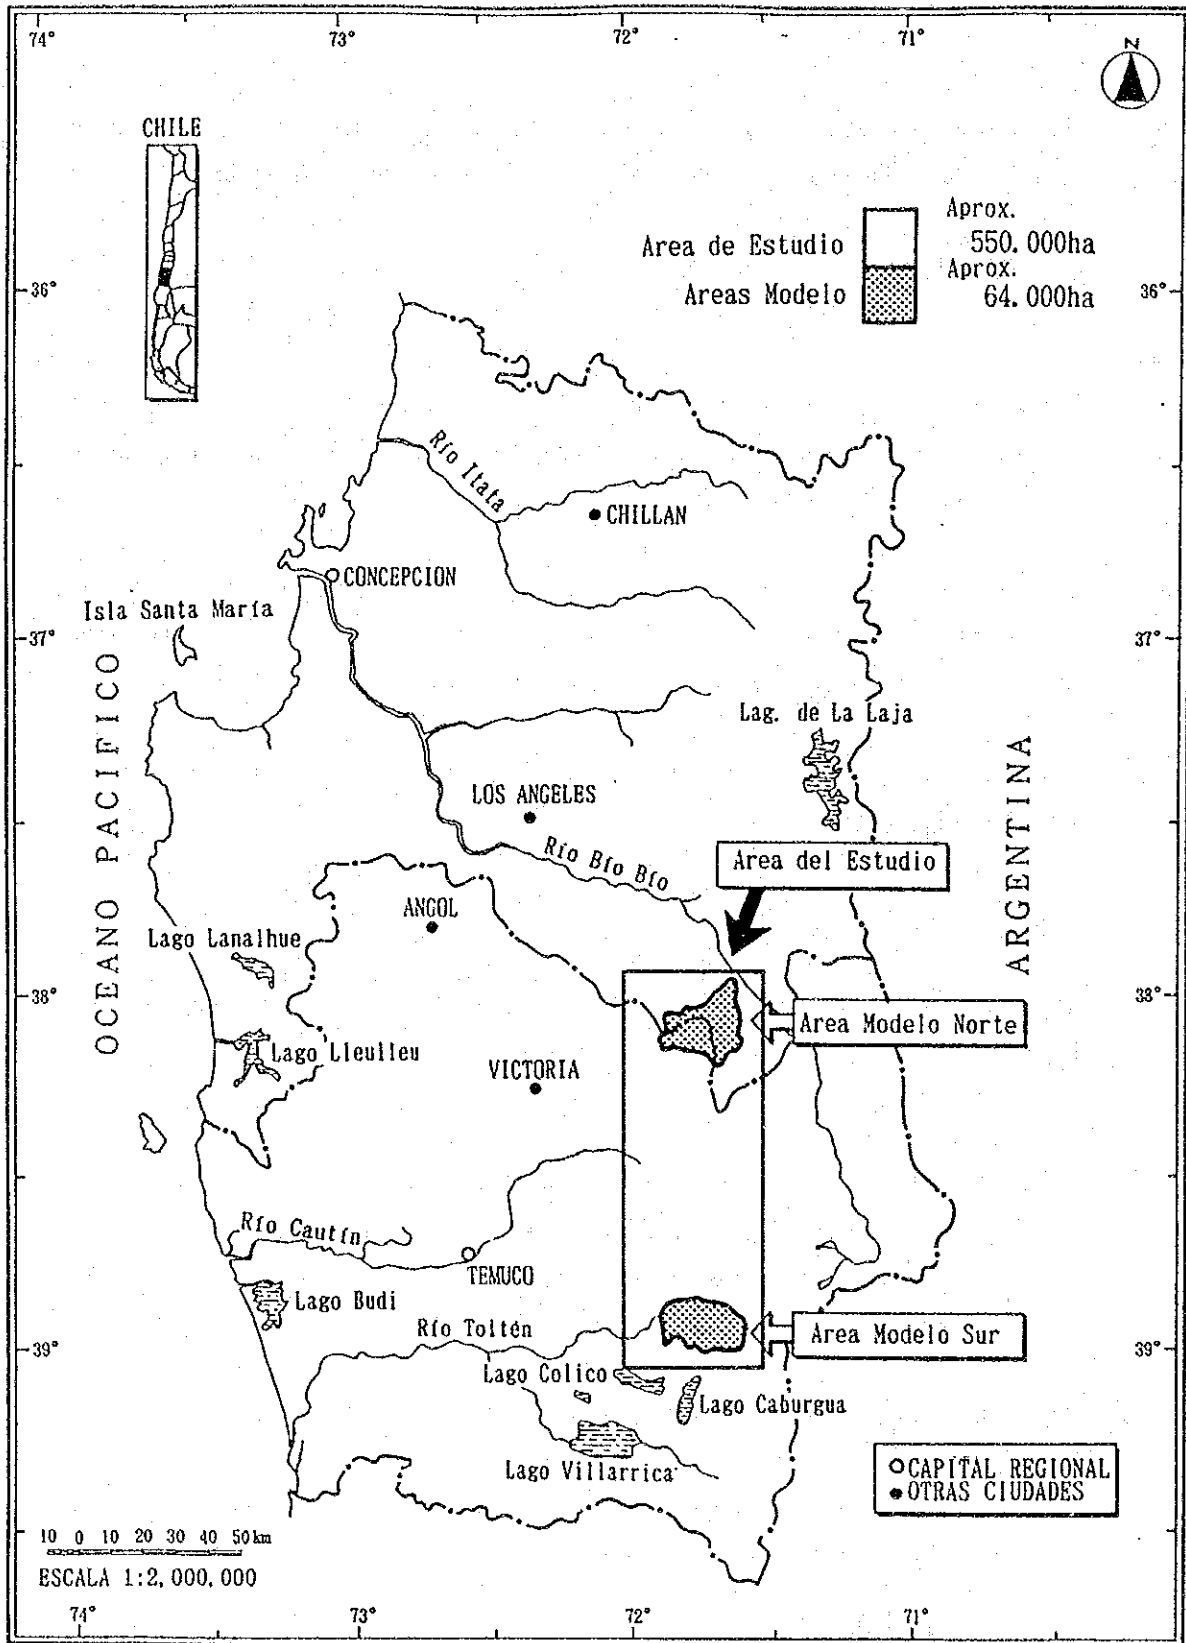 74°
73°
72°
71°
N
CHILE
Area de Estudio
Aprox.
550.000ha
Areas Modelo
Aprox.
64.000ha
36°
36°
Río Itata
CHILLAN
CONCEPCION
Isla Santa María
37°
37°
OCEANO PACIFICO
Lag. de La Laja
ARGENTINA
LOS ANGELES
Río Bío Bío
Area del Estudio
ANGOL
Lago Lanalhue
38°
38°
Area Modelo Norte
Lago Lleulleu
VICTORIA
Río Cautín
TEMUCO
Lago Budi
Río Toltén
Area Modelo Sur
39°
39°
Lago Colico
Lago Caburgua
Lago Villarrica
CAPITAL REGIONAL
OTRAS CIUDADES
10 0 10 20 30 40 50km
ESCALA 1:2,000,000
74°
73°
72°
71°